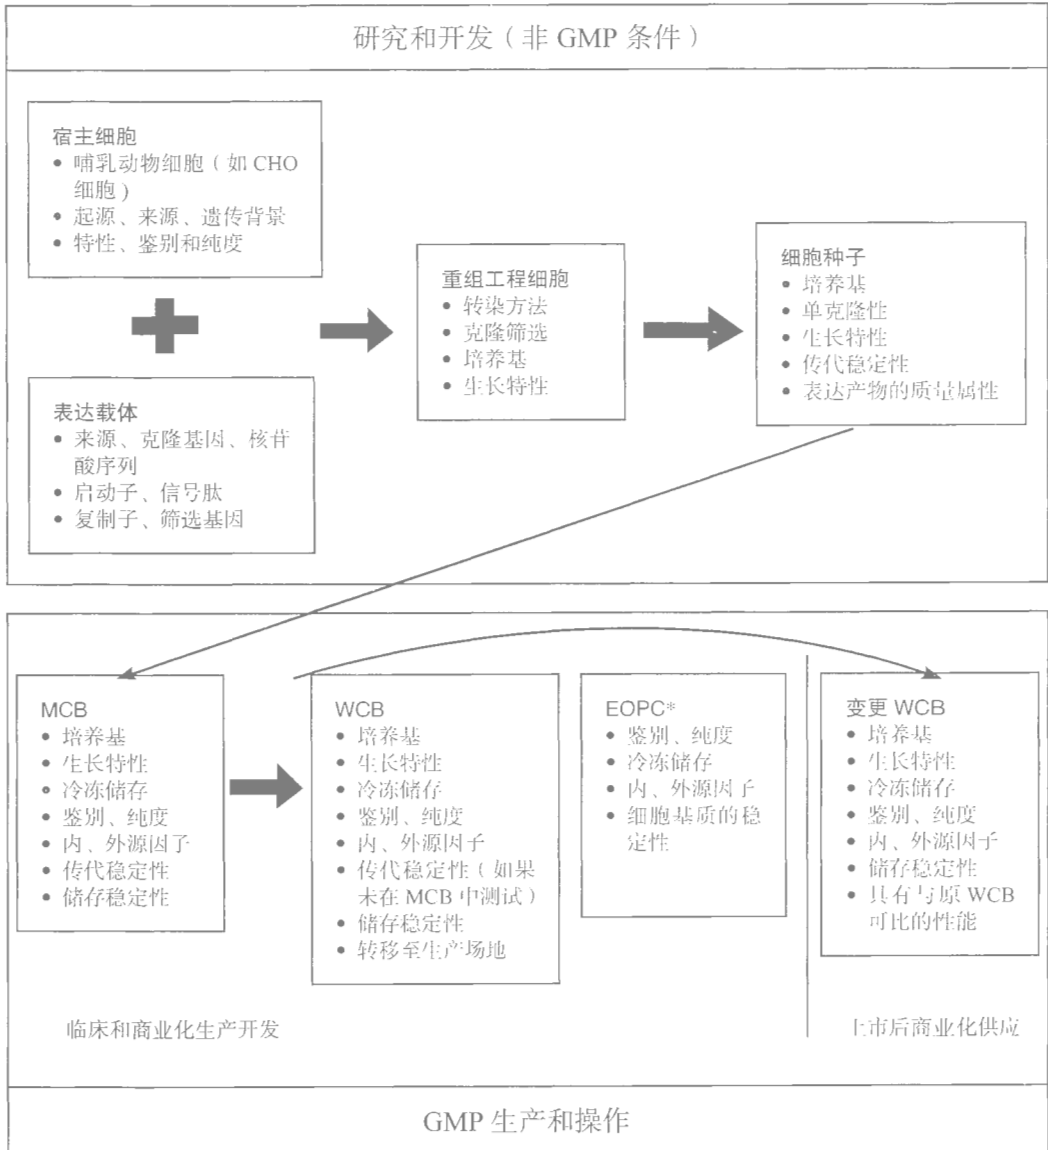 研究和开发（非 GMP 条件）
宿主细胞
• 哺乳动物细胞（如 CHO
细胞）
• 起源、来源、遗传背景
• 特性、鉴别和纯度
表达载体
• 来源、克隆基因、核苷
酸序列
• 启动子、信号肽
• 复制子、筛选基因
重组工程细胞
• 转染方法
• 克隆筛选
• 培养基
• 生长特性
细胞种子
• 培养基
• 单克隆性
• 生长特性
• 传代稳定性
• 表达产物的质量属性
MCB
• 培养基
• 生长特性
• 冷冻储存
• 鉴别、纯度
• 内、外源因子
• 传代稳定性
• 储存稳定性
WCB
• 培养基
• 生长特性
• 冷冻储存
• 鉴别、纯度
• 内、外源因子
• 传代稳定性（如果
未在 MCB 中测试）
• 储存稳定性
• 转移至生产场地
EOPC*
• 鉴别、纯度
• 冷冻储存
• 内、外源因子
• 细胞基质的稳
定性
变更 WCB
• 培养基
• 生长特性
• 冷冻储存
• 鉴别、纯度
• 内、外源因子
• 储存稳定性
• 具有与原 WCB
可比的性能
临床和商业化生产开发
上市后商业化供应
GMP 生产和操作